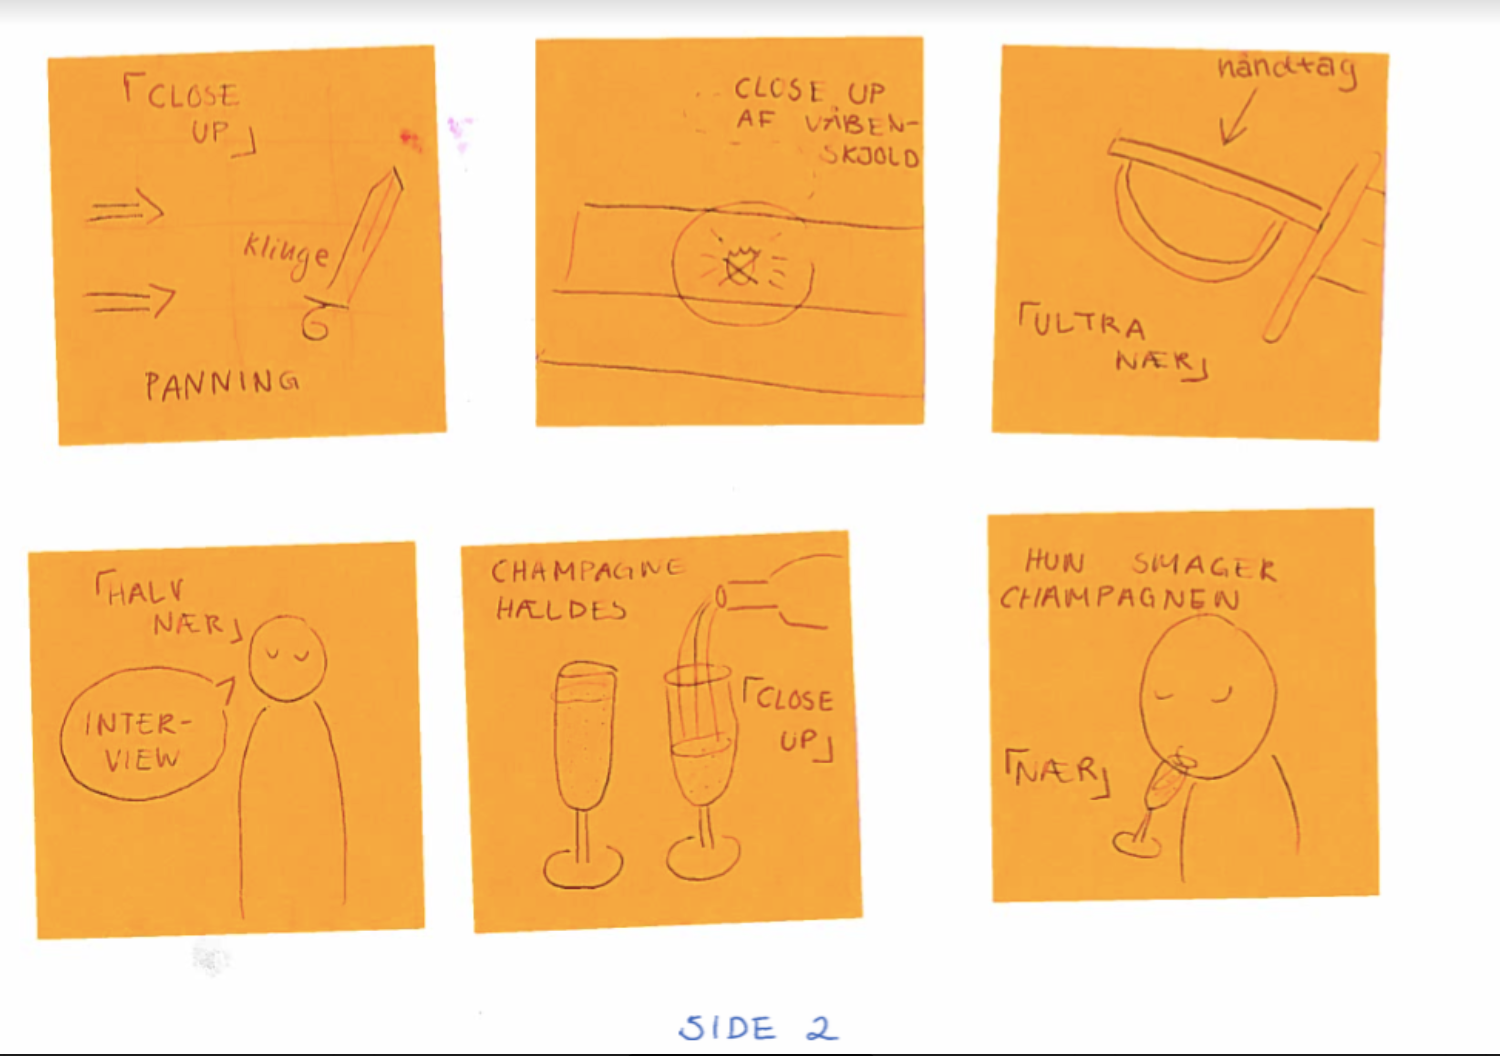 「CLOSE
UP」
klinge
PANNING
CLOSE UP
AF VÅBEN-
SKJOLD
håndtag
「ULTRA
NÆR」
「HALV
NÆR」
INTER-
VIEW
CHAMPAGNE
HÆLDES
「CLOSE
UP」
HUN SMAGER
CHAMPAGNEN
「NÆR」
SIDE 2